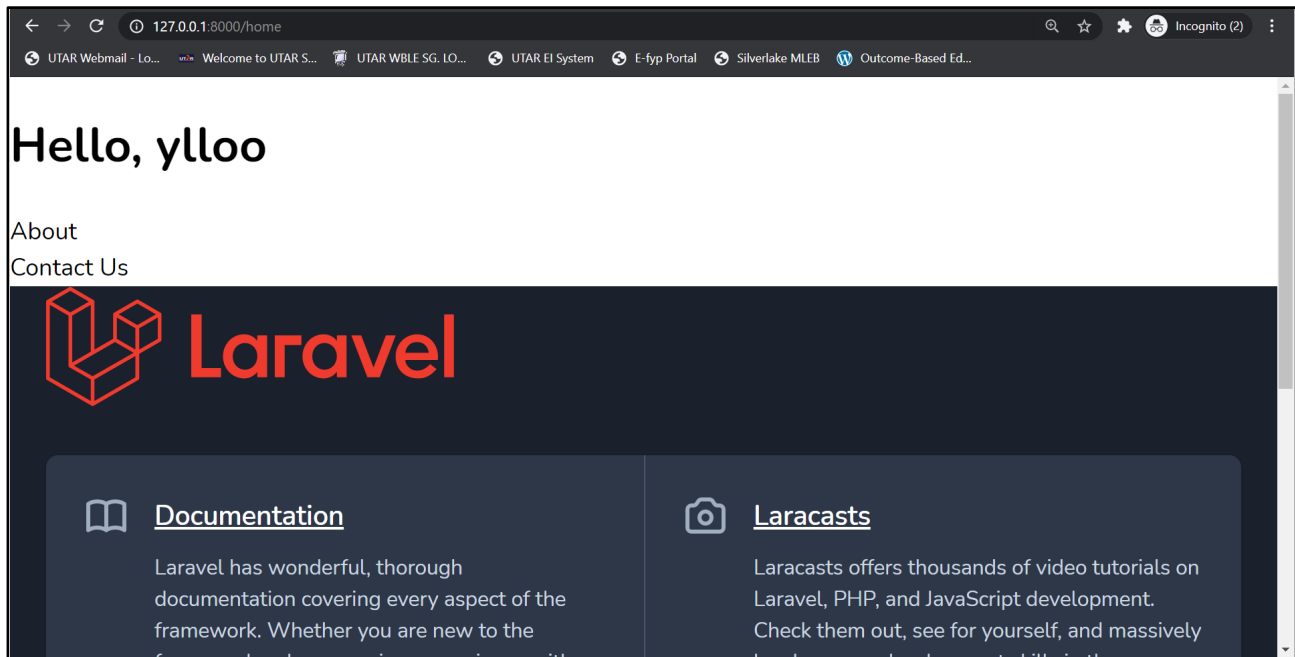 127.0.0.1:8000/home
Incognito (2)
UTAR Webmail - Lo...
Welcome to UTAR S...
UTAR WBLE SG. LO...
UTAR EI System
E-fyp Portal
Silverlake MLEB
Outcome-Based Ed...
Hello, ylloo
About
Contact Us
Laravel
Documentation
Laravel has wonderful, thorough
documentation covering every aspect of the
framework. Whether you are new to the
Laracasts
Laracasts offers thousands of video tutorials on
Laravel, PHP, and JavaScript development.
Check them out, see for yourself, and massively